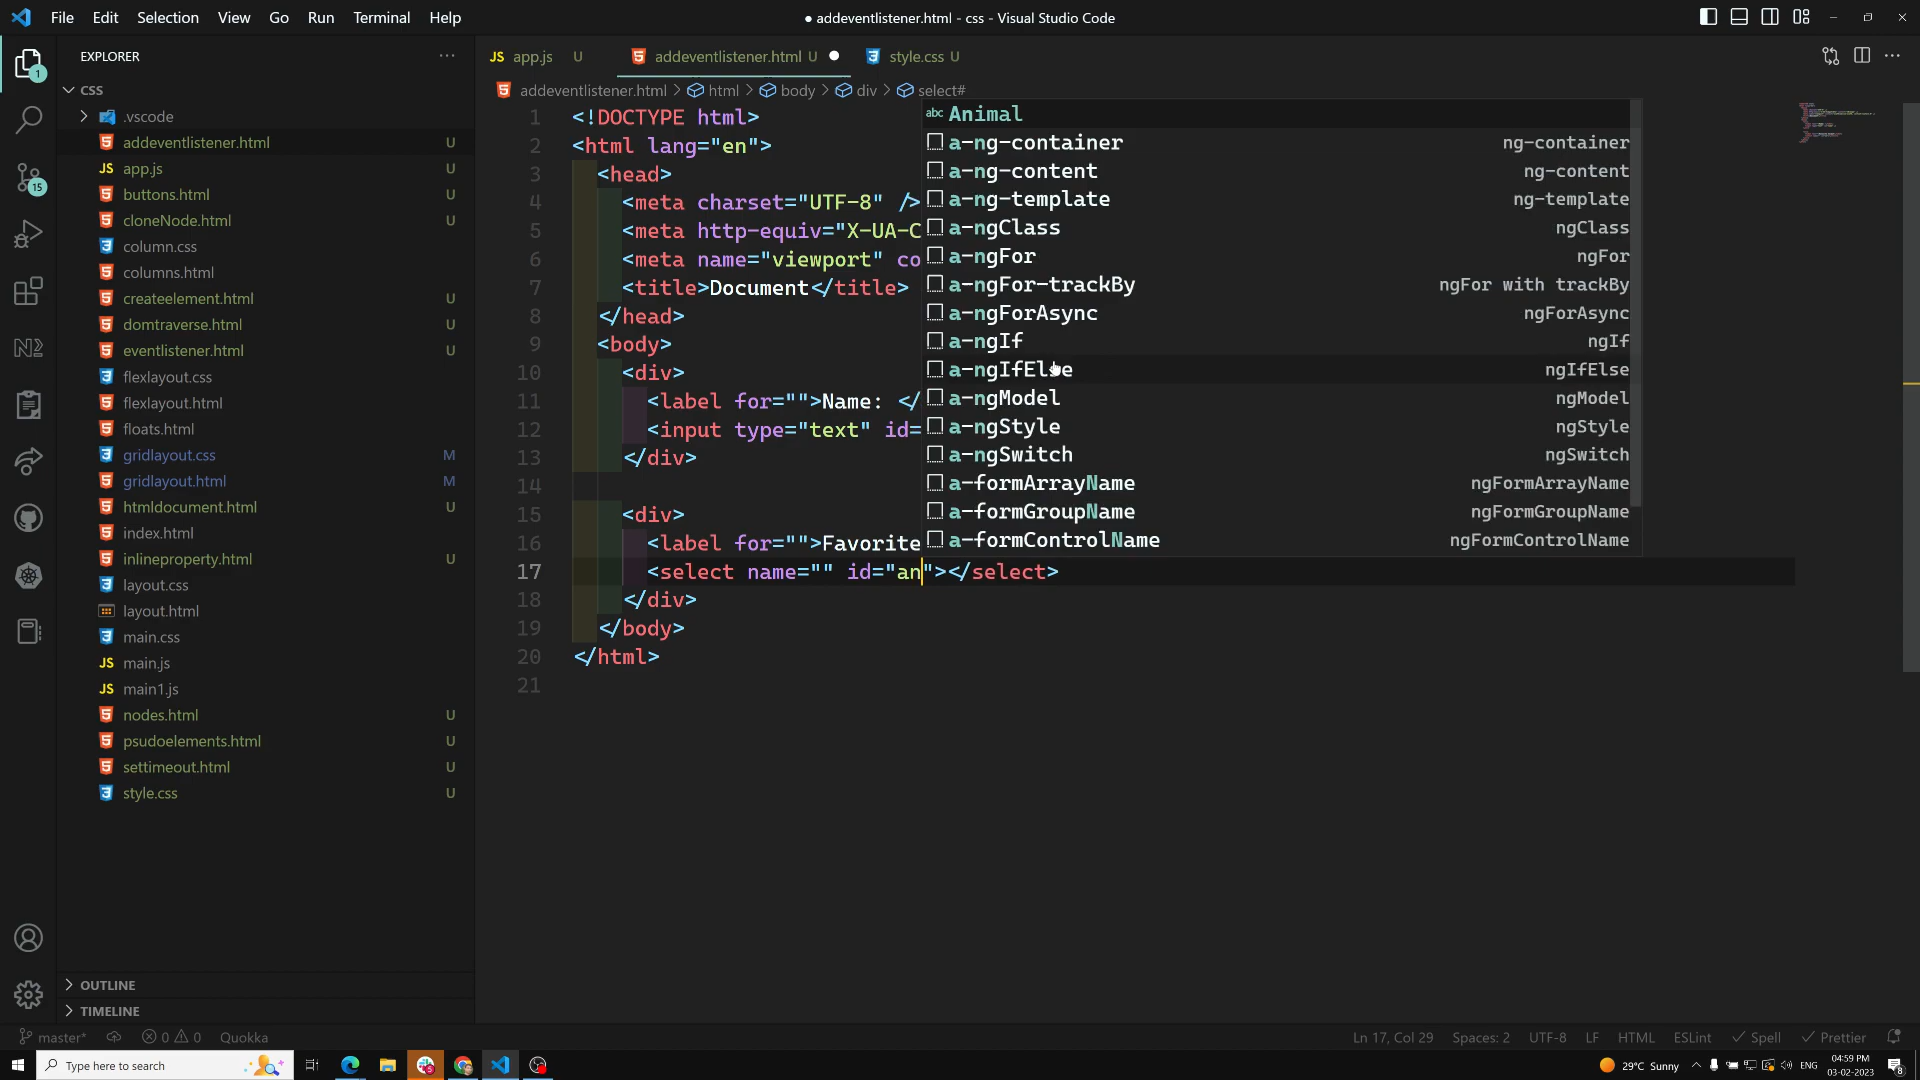 File Edit Selection View Go Run Terminal Help
● addeventlistener.html - css - Visual Studio Code
EXPLORER
JS app.js U
addeventlistener.html U ●
style.css U
CSS
addeventlistener.html > html > body > div > select#
.vscode
addeventlistener.html U
JS app.js U
buttons.html U
cloneNode.html U
column.css
columns.html
createelement.html U
domtraverse.html U
eventlistener.html U
flexlayout.css
flexlayout.html
floats.html
gridlayout.css M
gridlayout.html M
htmldocument.html U
index.html
inlineproperty.html U
layout.css
layout.html
main.css
JS main.js
JS main1.js
nodes.html U
psudoelements.html U
settimeout.html U
style.css U
OUTLINE
TIMELINE
1
15
1 <!DOCTYPE html>
2 <html lang="en">
3 <head>
4 <meta charset="UTF-8" />
5 <meta http-equiv="X-UA-C
6 <meta name="viewport" co
7 <title>Document</title>
8 </head>
9 <body>
10 <div>
11 <label for="">Name: </
12 <input type="text" id=
13 </div>
14
15 <div>
16 <label for="">Favorite
17 <select name="" id="an"></select>
18 </div>
19 </body>
20 </html>
21
abc Animal
a-ng-container ng-container
a-ng-content ng-content
a-ng-template ng-template
a-ngClass ngClass
a-ngFor ngFor
a-ngFor-trackBy ngFor with trackBy
a-ngForAsync ngForAsync
a-ngIf ngIf
a-ngIfElse ngIfElse
a-ngModel ngModel
a-ngStyle ngStyle
a-ngSwitch ngSwitch
a-formArrayName ngFormArrayName
a-formGroupName ngFormGroupName
a-formControlName ngFormControlName
master* 0 0 Quokka
Ln 17, Col 29 Spaces: 2 UTF-8 LF HTML ESLint Spell Prettier
Type here to search
29°C Sunny ENG
04:59 PM
03-02-2023
8